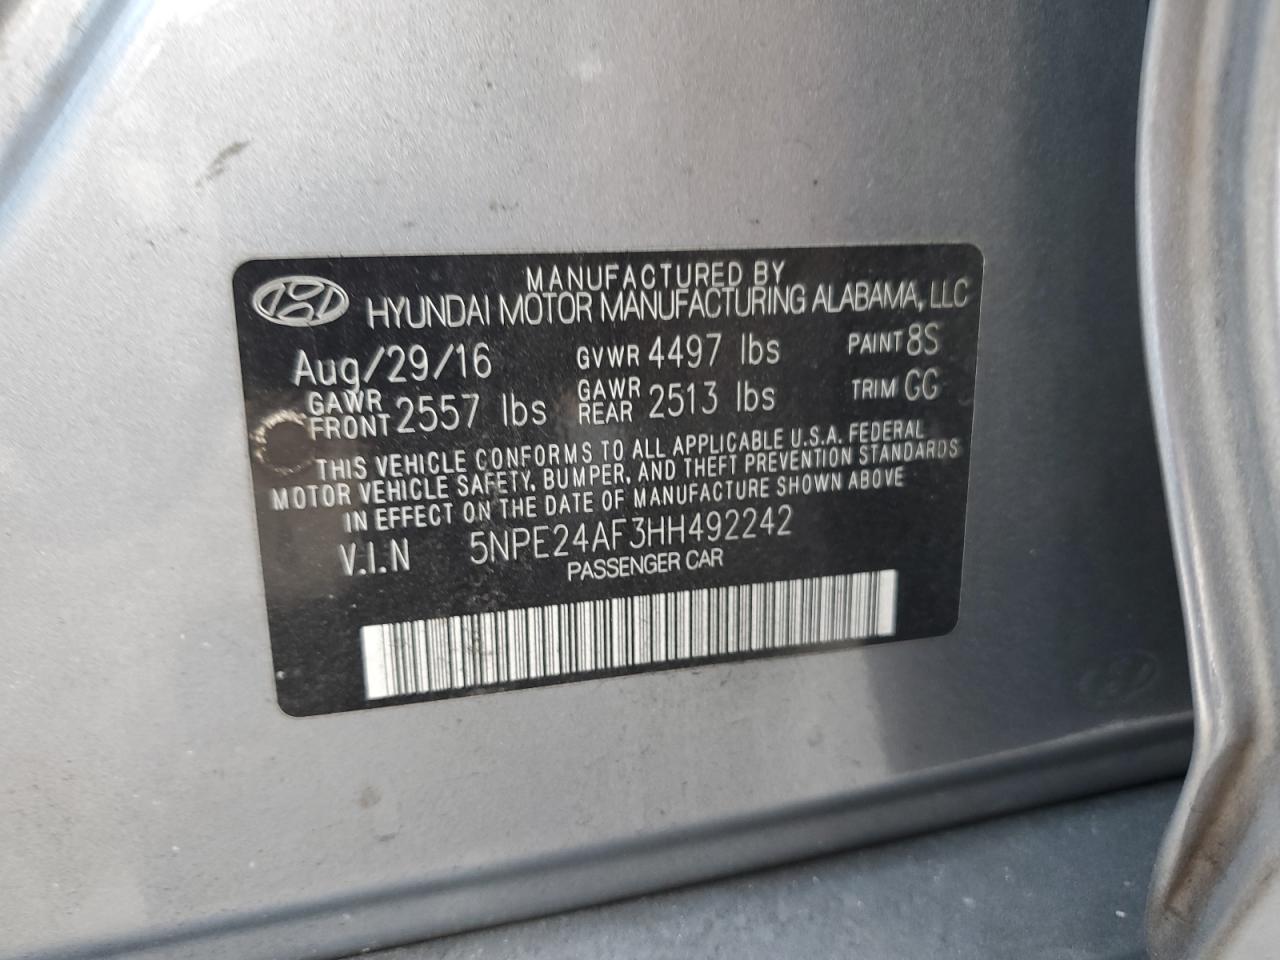 MANUFACTURED BY
HYUNDAI MOTOR MANUFACTURING ALABAMA, LLC
Aug/29/16 GVWR 4497 lbs PAINT 8S
GAWR FRONT 2557 lbs GAWR REAR 2513 lbs TRIM GG
THIS VEHICLE CONFORMS TO ALL APPLICABLE U.S.A. FEDERAL
MOTOR VEHICLE SAFETY, BUMPER, AND THEFT PREVENTION STANDARDS
IN EFFECT ON THE DATE OF MANUFACTURE SHOWN ABOVE
V.I.N 5NPE24AF3HH492242
PASSENGER CAR